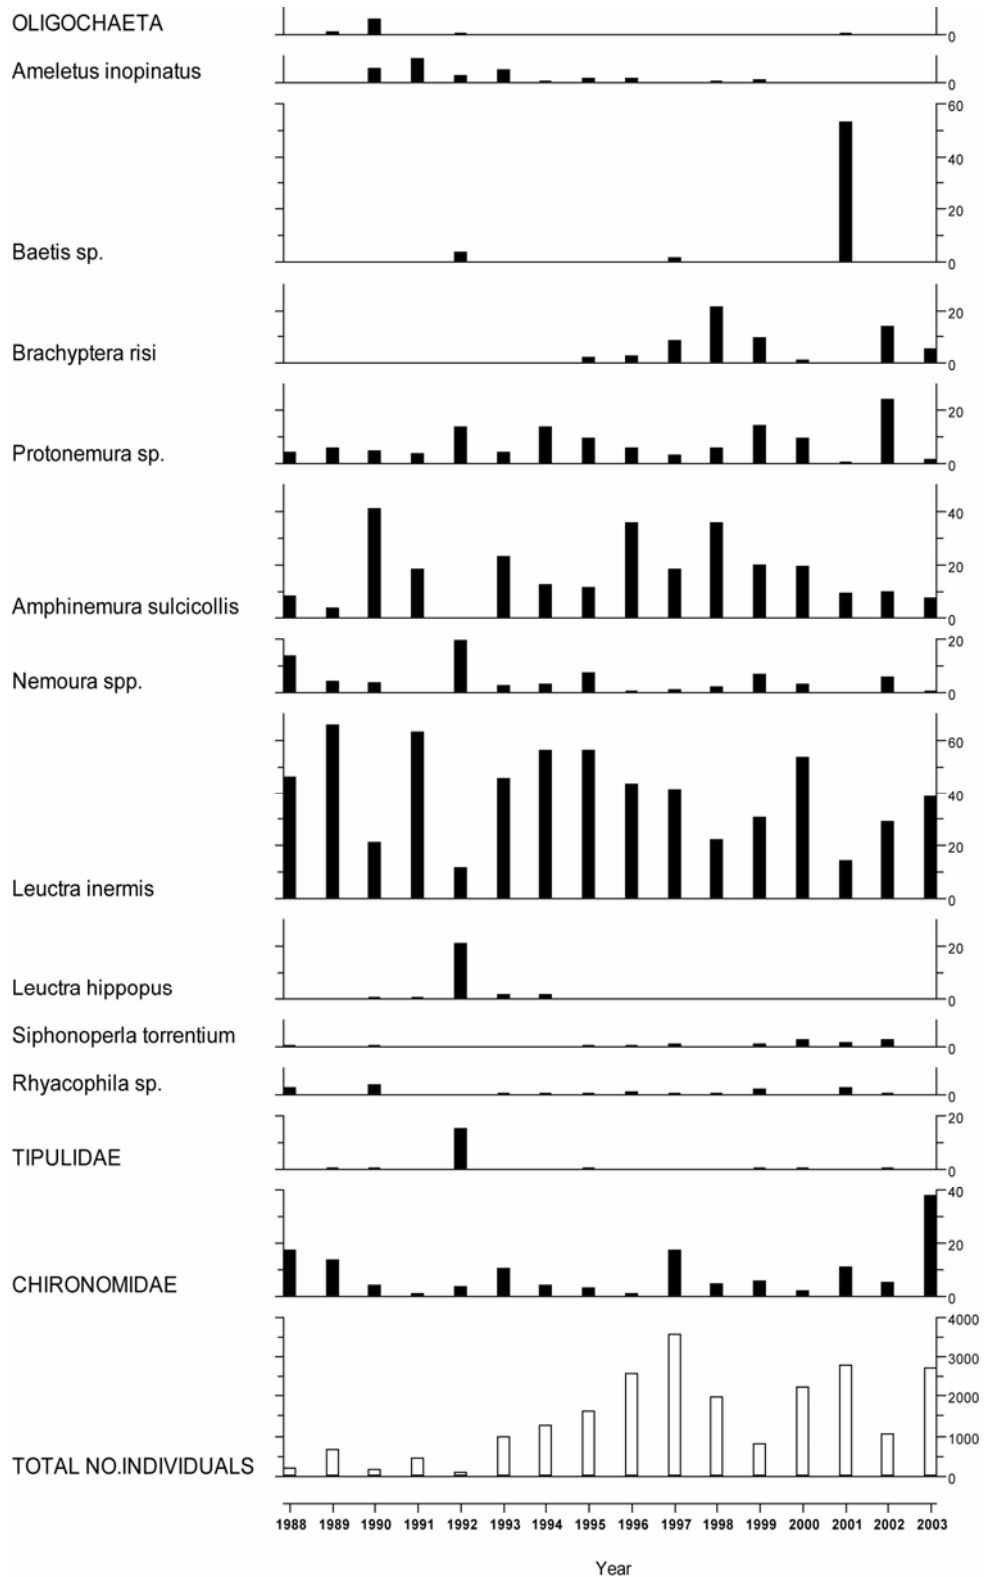 OLIGOCHAETA
0
Ameletus inopinatus
0
60
40
20
Baetis sp.
0
20
Brachyptera risi
0
20
Protonemura sp.
0
40
20
Amphinemura sulcicollis
0
20
Nemoura spp.
0
60
40
20
Leuctra inermis
0
20
Leuctra hippopus
0
Siphonoperla torrentium
0
Rhyacophila sp.
0
20
TIPULIDAE
0
40
20
CHIRONOMIDAE
0
4000
3000
2000
1000
TOTAL NO.INDIVIDUALS
0
1988 1989 1990 1991 1992 1993 1994 1995 1996 1997 1998 1999 2000 2001 2002 2003
Year